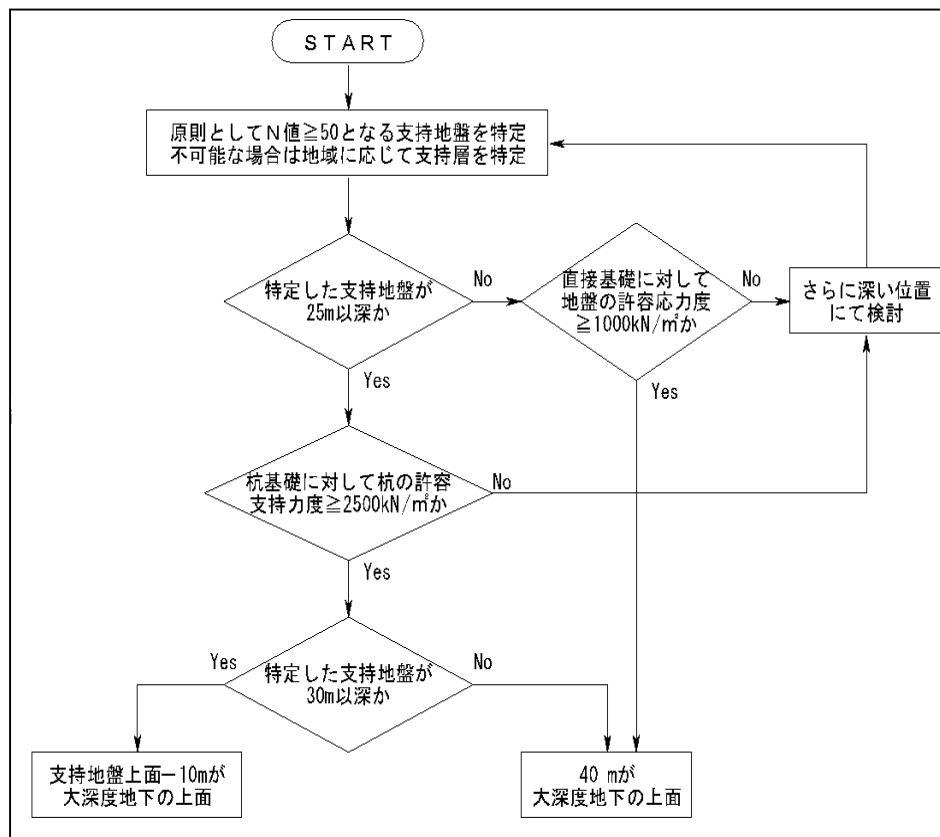 START
原則としてN値≧50となる支持地盤を特定
不可能な場合は地域に応じて支持層を特定
特定した支持地盤が
25m以深か
No
直接基礎に対して
地盤の許容応力度
≧1000kN/㎡か
No
さらに深い位置
にて検討
Yes
Yes
杭基礎に対して杭の許容
支持力度≧2500kN/㎡か
No
Yes
特定した支持地盤が
30m以深か
Yes
No
支持地盤上面－10mが
大深度地下の上面
40 mが
大深度地下の上面